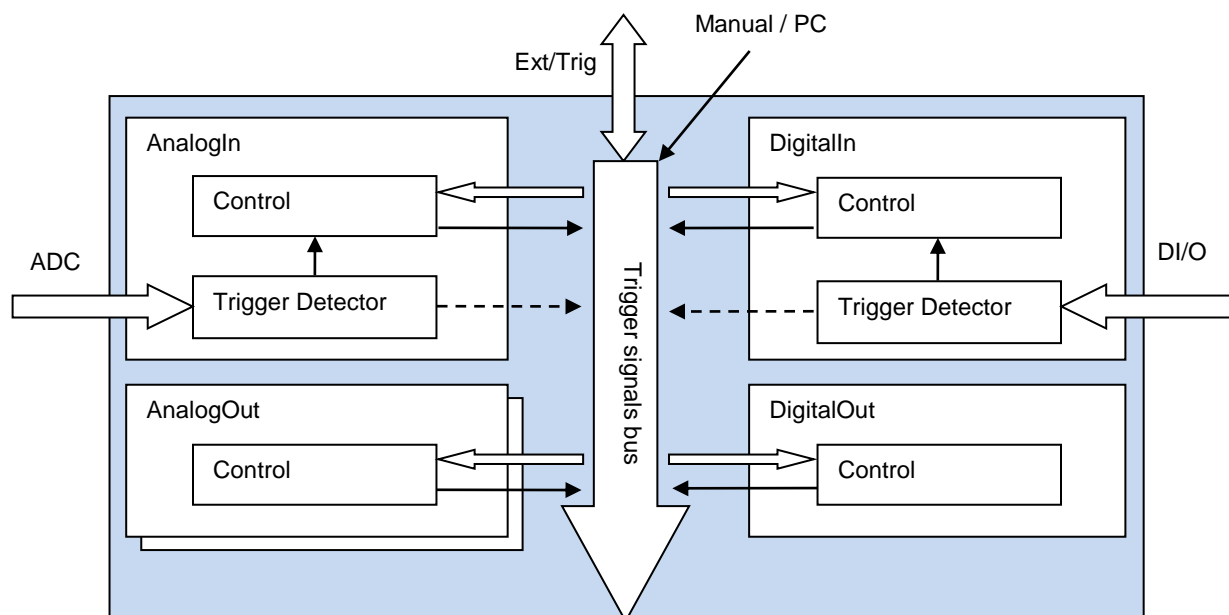 Manual / PC
Ext/Trig
AnalogIn
Control
Trigger Detector
ADC
DigitalIn
Control
Trigger Detector
DI/O
Trigger signals bus
AnalogOut
Control
DigitalOut
Control